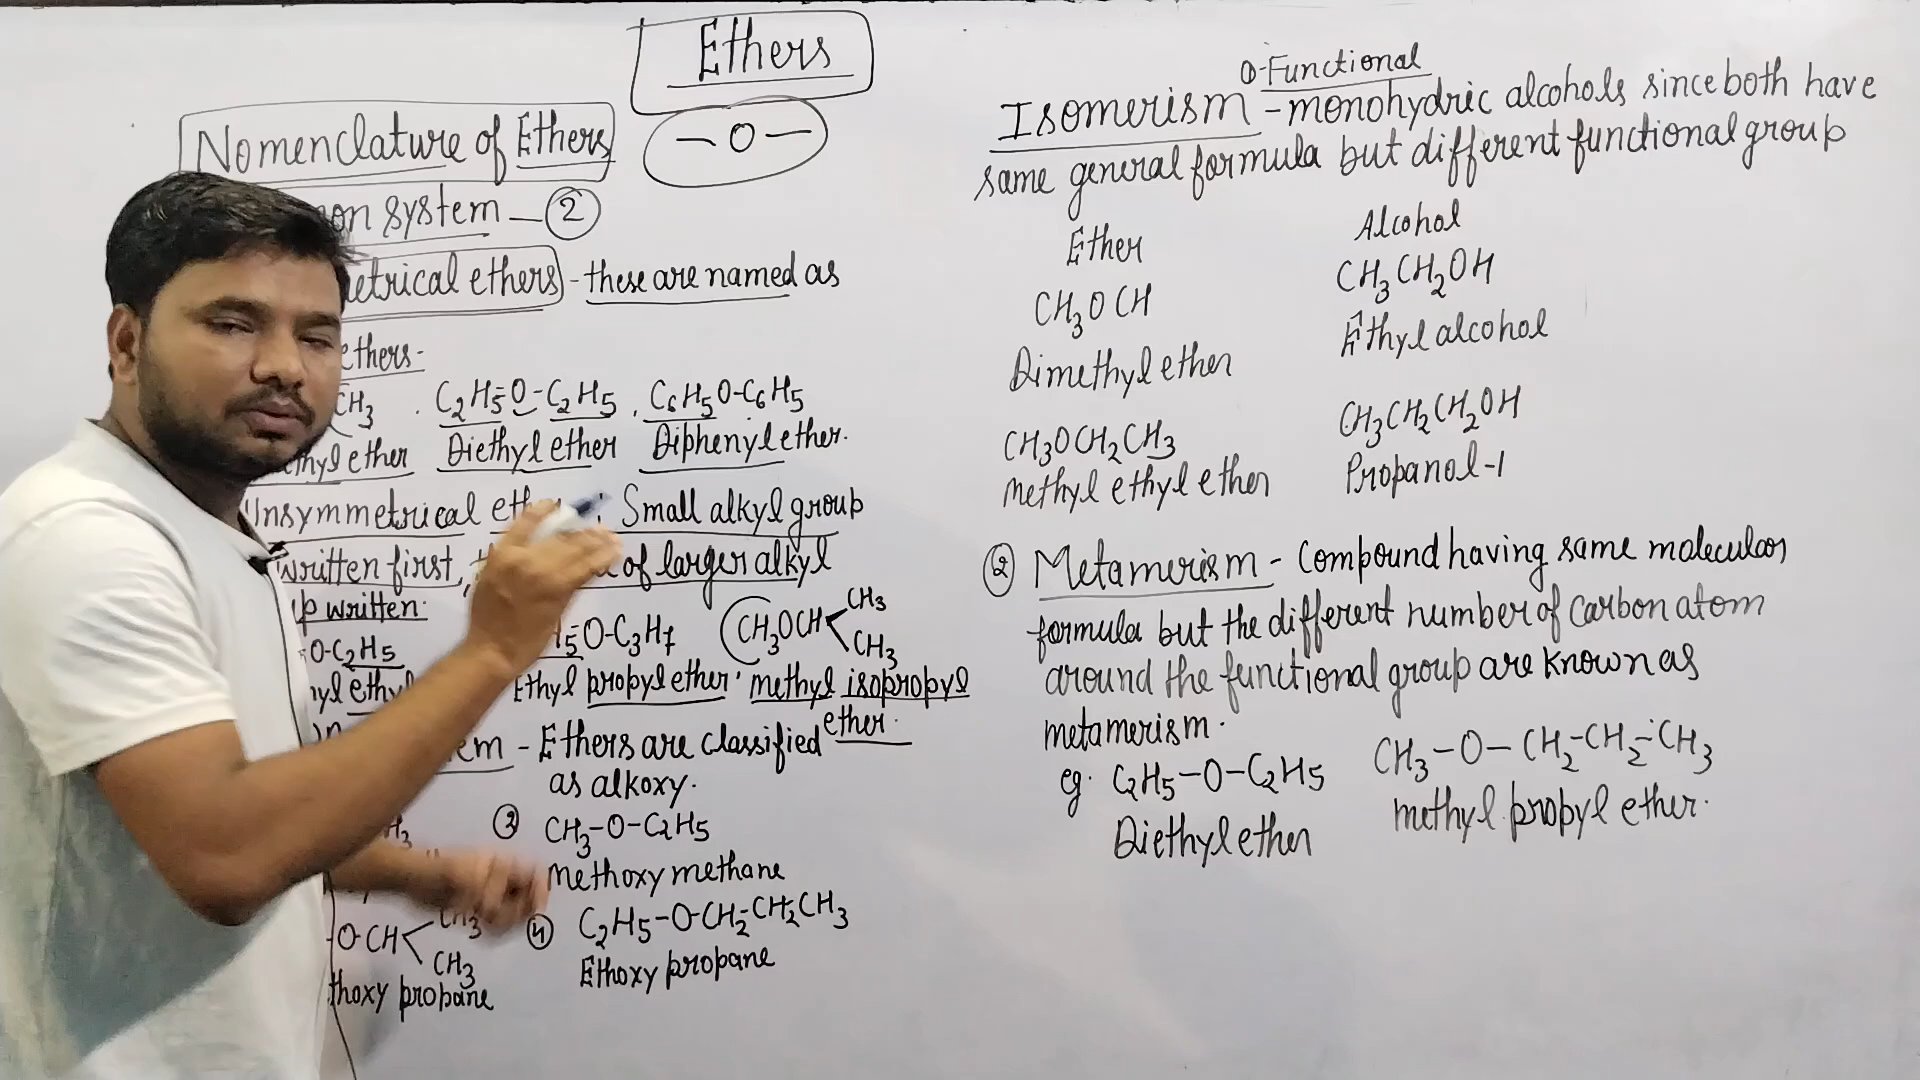 Ethers
-O-
Nomenclature of Ethers
on system - 2
etrical ethers - these are named as
ethers-
CH3 . C2H5O-C2H5 , C6H5O-C6H5
thyl ether Diethyl ether Diphenyl ether.
Unsymmetrical : Small alkyl group
written first, of larger alkyl
p written.
O-C2H5 H5O-C3H7 CH3OCH CH3 CH3
yl ethyl Ethyl propyl ether. methyl isopropyl
ether.
em - Ethers are classified
as alkoxy.
3 CH3-O-C2H5
methoxy methane
4 C2H5-O-CH2-CH2CH3
Ethoxy propane
O-CH CH3 CH3
thoxy propane
① - Functional
Isomerism - monohydric alcohols since both have
same general formula but different functional group
Ether Alcohol
CH3OCH CH3CH2OH
Dimethyl ether Ethyl alcohol
CH3OCH2CH3 CH3CH2CH2OH
methyl ethyl ether Propanol-1
② Metamerism - Compound having same molecular
formula but the different number of carbon atom
around the functional group are known as
metamerism.
eg. C2H5-O-C2H5 CH3-O-CH2-CH2-CH3
Diethyl ether methyl propyl ether.